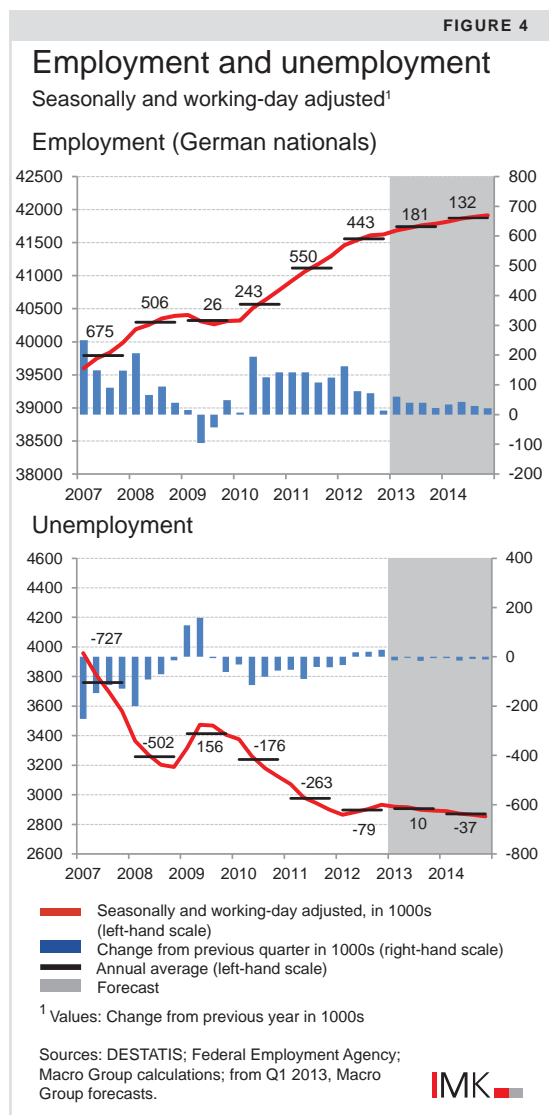 FIGURE 4
Employment and unemployment
Seasonally and working-day adjusted¹
Employment (German nationals)
42500 800
42000 700
41500 600
41000 500
40500 400
40000 300
39500 200
39000 100
38500 0
38000 -100
-200
675 506 26 243 550 443 181 132
2007 2008 2009 2010 2011 2012 2013 2014
Unemployment
4600 400
4400
4200 200
4000
3800 0
3600
3400 -200
3200 -400
3000
2800 -600
2600 -800
-727 -502 156 -176 -263 -79 10 -37
2007 2008 2009 2010 2011 2012 2013 2014
Seasonally and working-day adjusted, in 1000s
(left-hand scale)
Change from previous quarter in 1000s (right-hand scale)
Annual average (left-hand scale)
Forecast
¹ Values: Change from previous year in 1000s
Sources: DESTATIS; Federal Employment Agency;
Macro Group calculations; from Q1 2013, Macro
Group forecasts.
IMK